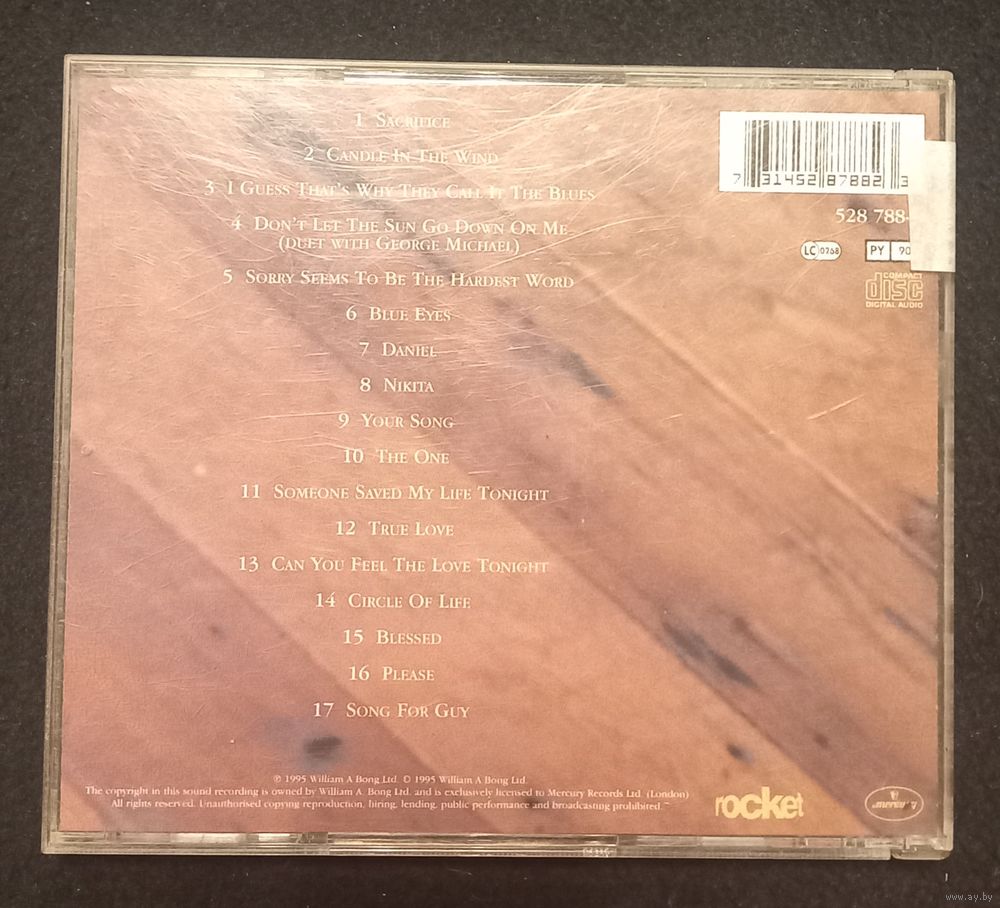 1 Sacrifice
2 Candle In The Wind
3 I Guess That's Why They Call It The Blues
4 Don't Let The Sun Go Down On Me
(duet with George Michael)
5 Sorry Seems To Be The Hardest Word
6 Blue Eyes
7 Daniel
8 Nikita
9 Your Song
10 The One
11 Someone Saved My Life Tonight
12 True Love
13 Can You Feel The Love Tonight
14 Circle Of Life
15 Blessed
16 Please
17 Song For Guy
7 31452 87882 3
528 788-
LC 0268
PY 90
COMPACT
disc
DIGITAL AUDIO
℗ 1995 William A Bong Ltd. © 1995 William A Bong Ltd.
The copyright in this sound recording is owned by William A. Bong Ltd. and is exclusively licensed to Mercury Records Ltd. (London)
All rights reserved. Unauthorised copying reproduction, hiring, lending, public performance and broadcasting prohibited.
rocket
mercury
www.ay.by